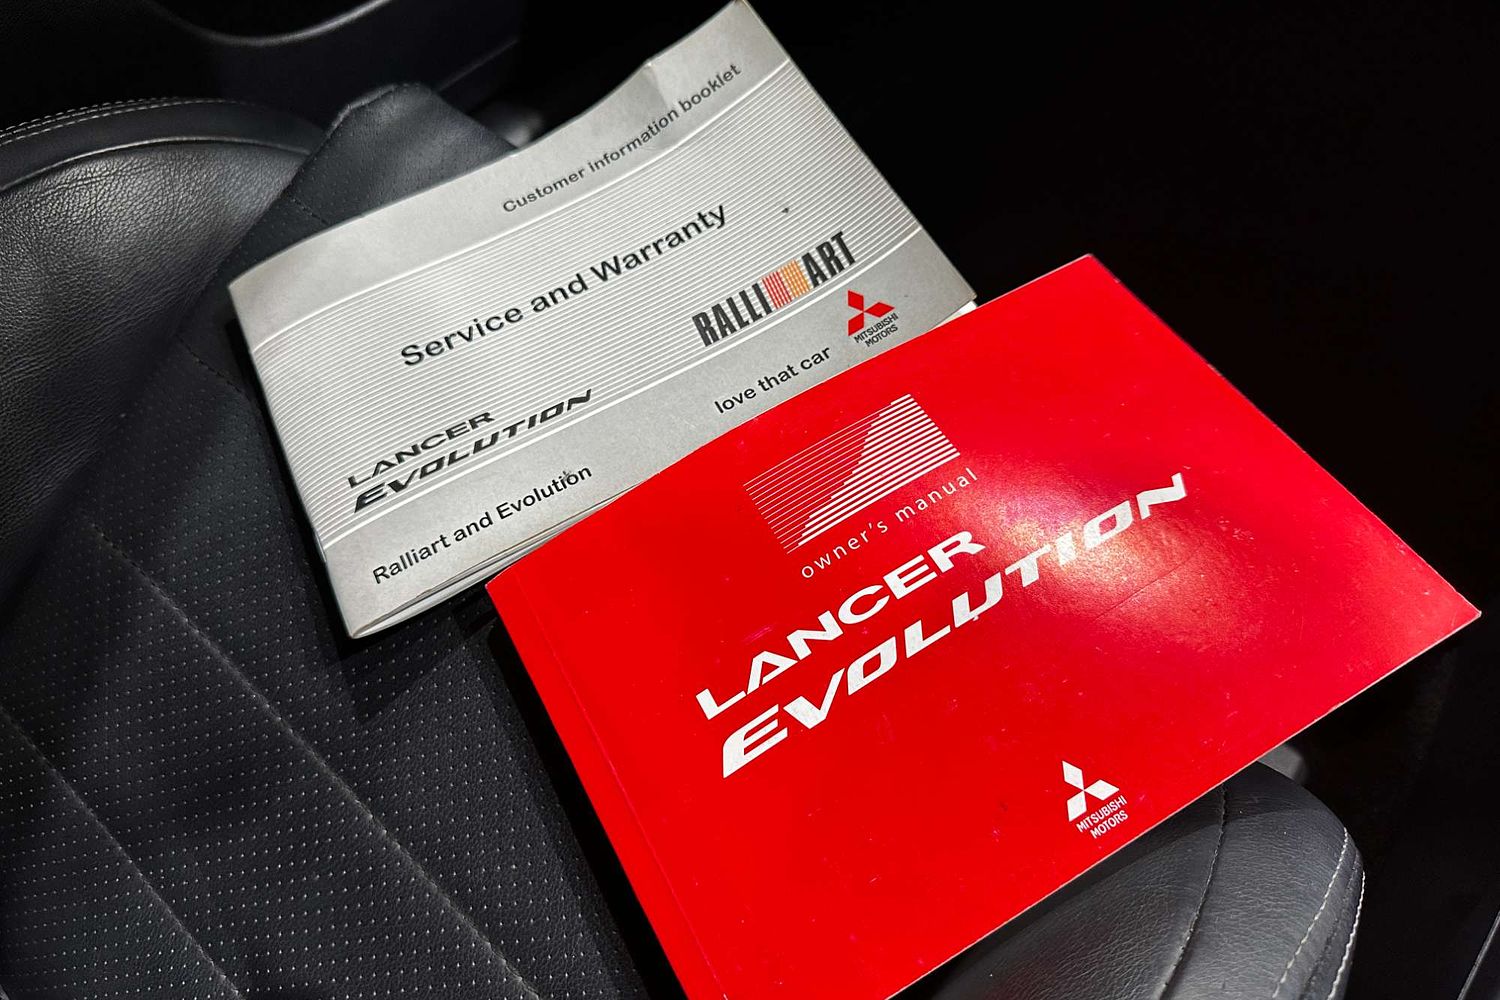 Customer information booklet
Service and Warranty
RALLIART
MITSUBISHI
MOTORS
LANCER
EVOLUTION
love that car
Ralliart and Evolution
owner's manual
LANCER
EVOLUTION
MITSUBISHI
MOTORS